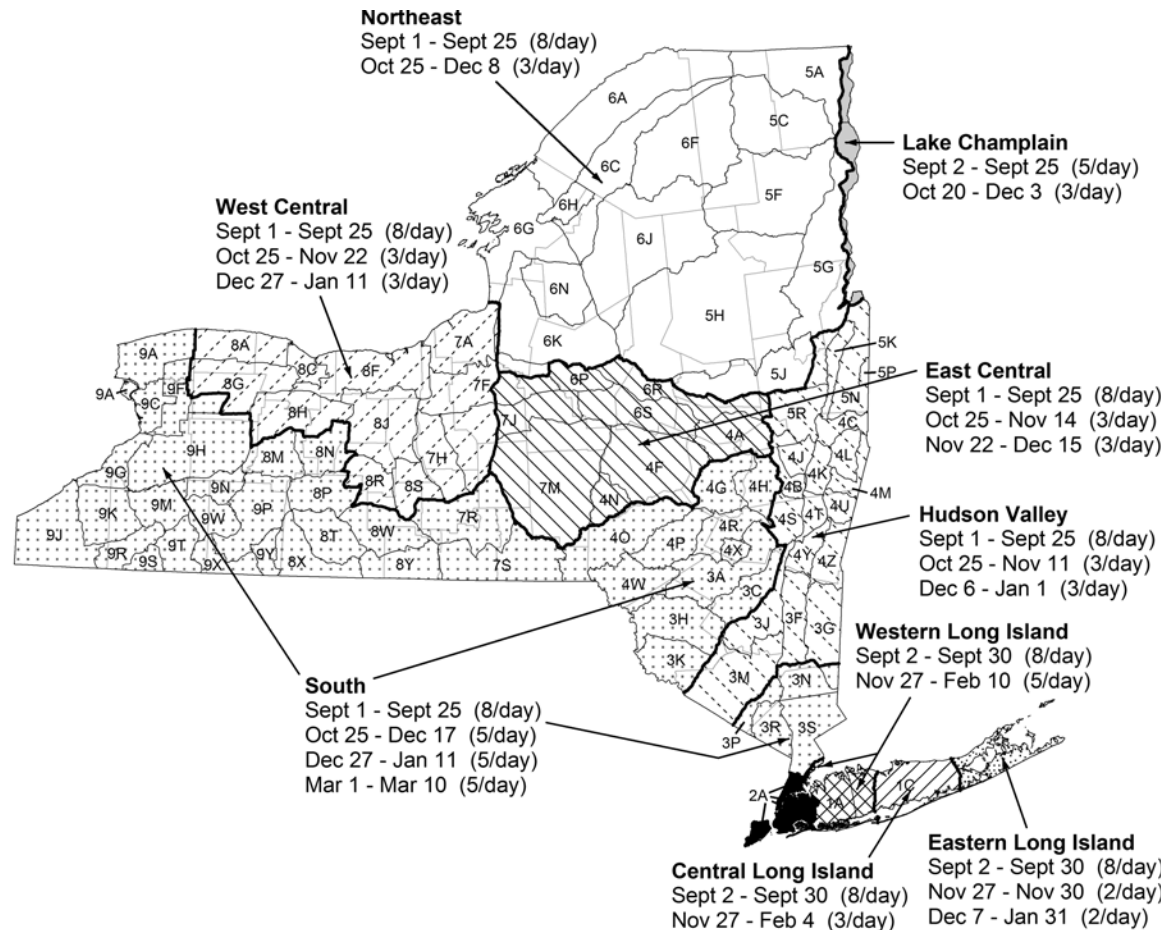 Northeast
Sept 1 - Sept 25 (8/day)
Oct 25 - Dec 8 (3/day)
Lake Champlain
Sept 2 - Sept 25 (5/day)
Oct 20 - Dec 3 (3/day)
West Central
Sept 1 - Sept 25 (8/day)
Oct 25 - Nov 22 (3/day)
Dec 27 - Jan 11 (3/day)
East Central
Sept 1 - Sept 25 (8/day)
Oct 25 - Nov 14 (3/day)
Nov 22 - Dec 15 (3/day)
Hudson Valley
Sept 1 - Sept 25 (8/day)
Oct 25 - Nov 11 (3/day)
Dec 6 - Jan 1 (3/day)
Western Long Island
Sept 2 - Sept 30 (8/day)
Nov 27 - Feb 10 (5/day)
South
Sept 1 - Sept 25 (8/day)
Oct 25 - Dec 17 (5/day)
Dec 27 - Jan 11 (5/day)
Mar 1 - Mar 10 (5/day)
Central Long Island
Sept 2 - Sept 30 (8/day)
Nov 27 - Feb 4 (3/day)
Eastern Long Island
Sept 2 - Sept 30 (8/day)
Nov 27 - Nov 30 (2/day)
Dec 7 - Jan 31 (2/day)
5A
6A
5C
6F
6C
5F
6H
6G
6J
5G
6N
5H
6K
5J
7A
9A
8A
8C
8F
5K
5P
9A
9F
9C
8G
7F
6P
6R
5N
8H
8J
7J
6S
5R
4C
4A
9H
8M
8N
7H
4F
4J
4L
9G
8R
8S
7M
4N
4G
4H
4B
4K
4M
9K
9M
9N
9W
9P
8P
7R
4S
4T
4U
9J
8T
8W
4O
4P
4R
4Y
4Z
9R
9S
9T
9X
9Y
8X
8Y
7S
4X
4W
3A
3C
3H
3J
3F
3G
3K
3M
3N
3P
3R
3S
2A
1A
1C